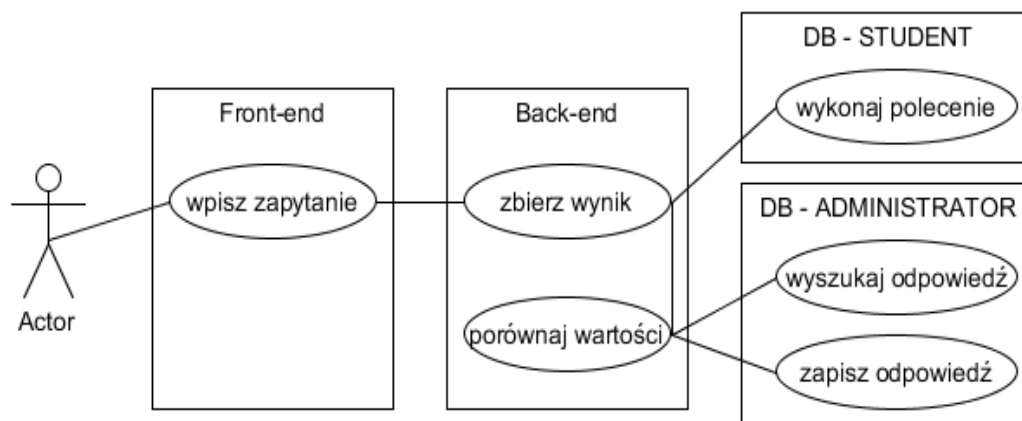 DB - STUDENT
wykonaj polecenie
Front-end
wpisz zapytanie
Back-end
zbierz wynik
porównaj wartości
DB - ADMINISTRATOR
wyszukaj odpowiedź
zapisz odpowiedź
Actor